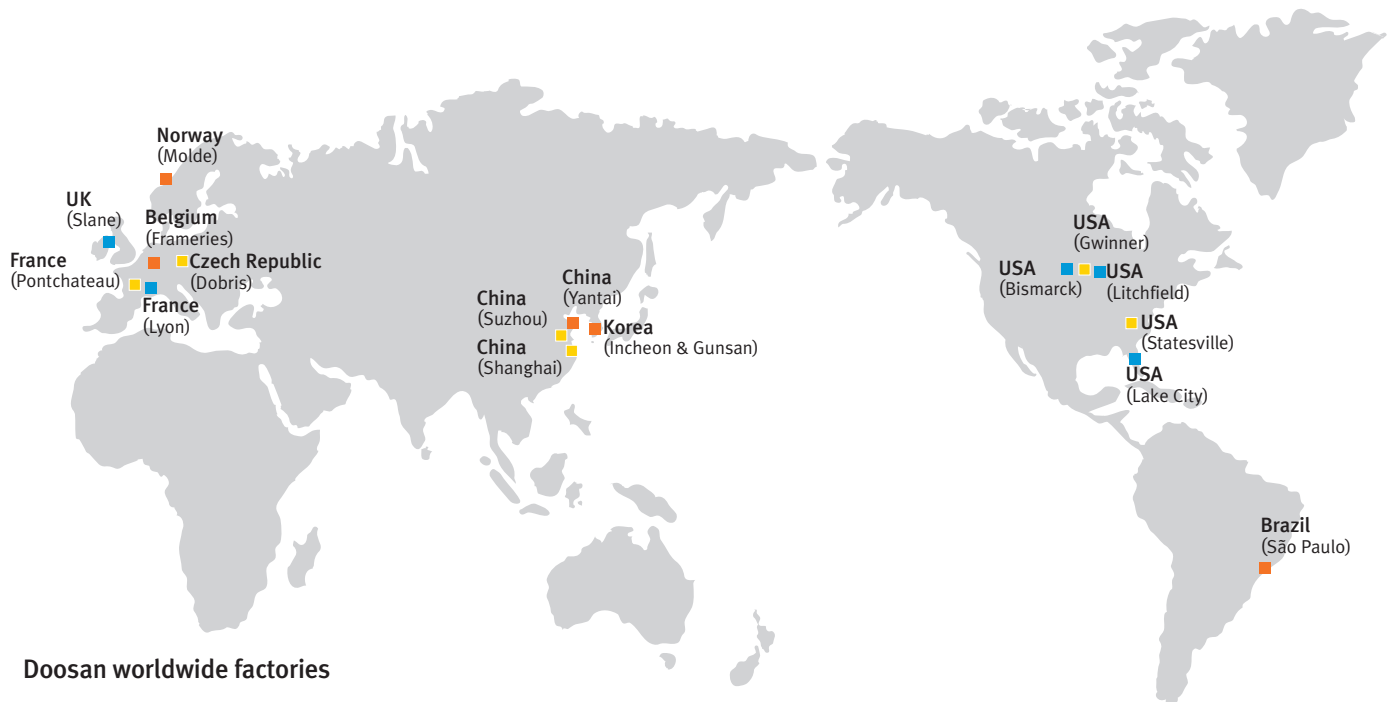 Norway
(Molde)
UK
(Slane)
Belgium
(Frameries)
France
(Pontchateau)
Czech Republic
(Dobris)
France
(Lyon)
China
(Yantai)
China
(Suzhou)
Korea
(Incheon & Gunsan)
China
(Shanghai)
USA
(Gwinner)
USA
(Bismarck)
USA
(Litchfield)
USA
(Statesville)
USA
(Lake City)
Brazil
(São Paulo)
Doosan worldwide factories